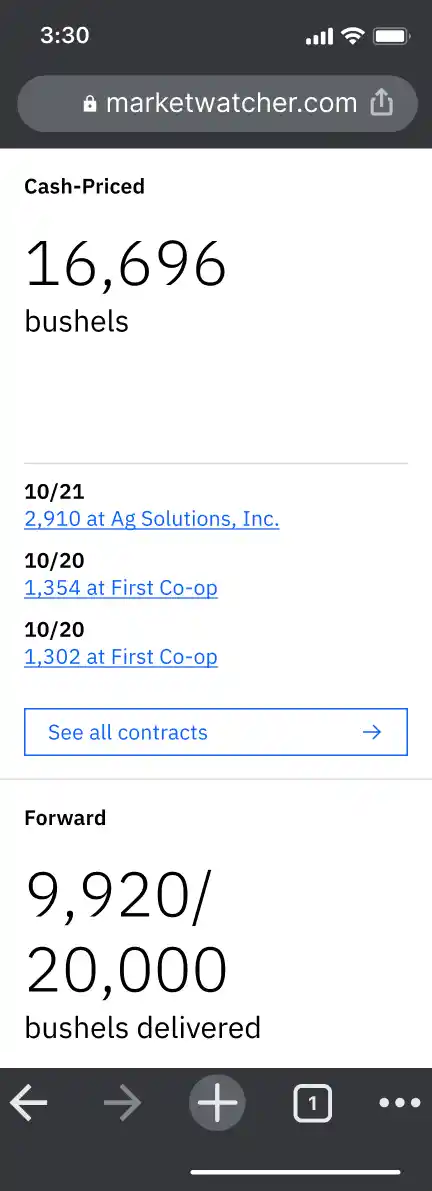 3:30
marketwatcher.com
Cash-Priced
16,696
bushels
10/21
2,910 at Ag Solutions, Inc.
10/20
1,354 at First Co-op
10/20
1,302 at First Co-op
See all contracts
Forward
9,920/
20,000
bushels delivered
1